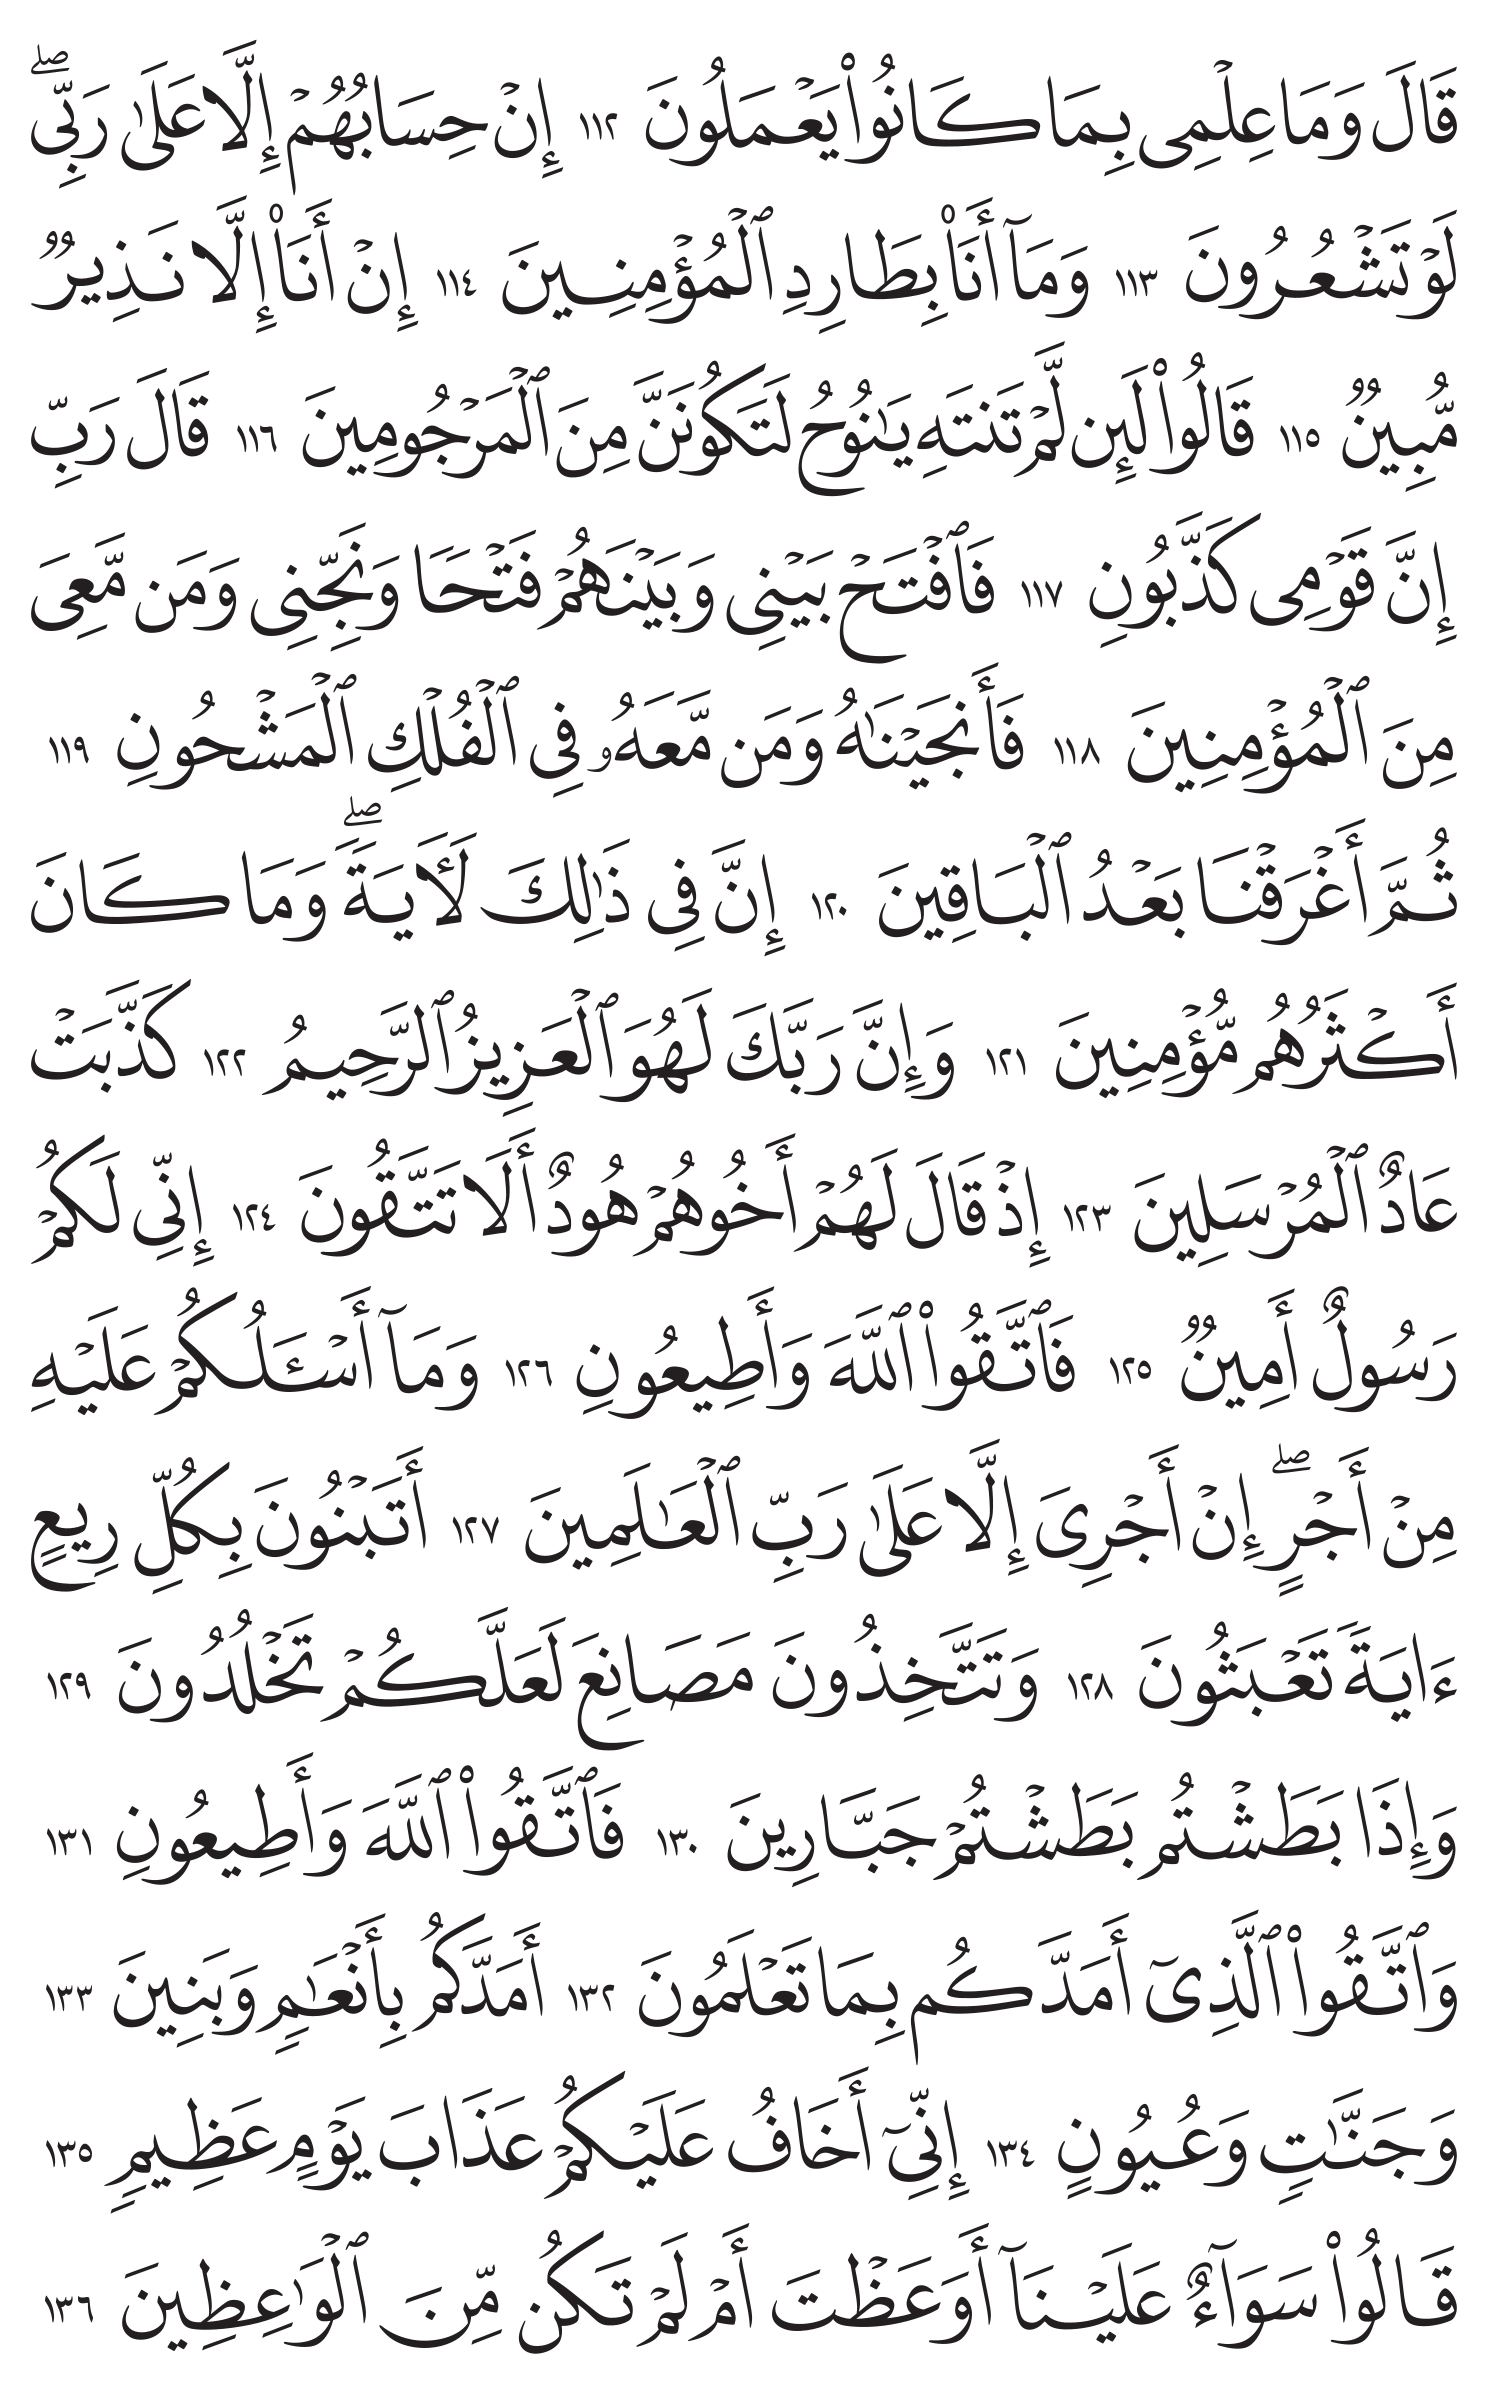 قَالَ وَمَا عِلْمِى بِمَا كَانُوا۟ يَعْمَلُونَ ١١٢ إِنْ حِسَابُهُمْ إِلَّا عَلَىٰ رَبِّى ۖ
لَوْ تَشْعُرُونَ ١١٣ وَمَآ أَنَا۠ بِطَارِدِ ٱلْمُؤْمِنِينَ ١١٤ إِنْ أَنَا۠ إِلَّا نَذِيرٌ
مُّبِينٌ ١١٥ قَالُوا۟ لَئِن لَّمْ تَنتَهِ يَـٰنُوحُ لَتَكُونَنَّ مِنَ ٱلْمَرْجُومِينَ ١١٦ قَالَ رَبِّ
إِنَّ قَوْمِى كَذَّبُونِ ١١٧ فَٱفْتَحْ بَيْنِى وَبَيْنَهُمْ فَتْحًا وَنَجِّنِى وَمَن مَّعِىَ
مِنَ ٱلْمُؤْمِنِينَ ١١٨ فَأَنجَيْنَـٰهُ وَمَن مَّعَهُۥ فِى ٱلْفُلْكِ ٱلْمَشْحُونِ ١١٩
ثُمَّ أَغْرَقْنَا بَعْدُ ٱلْبَاقِينَ ١٢٠ إِنَّ فِى ذَٰلِكَ لَـَٔايَةً ۖ وَمَا كَانَ
أَكْثَرُهُم مُّؤْمِنِينَ ١٢١ وَإِنَّ رَبَّكَ لَهُوَ ٱلْعَزِيزُ ٱلرَّحِيمُ ١٢٢ كَذَّبَتْ
عَادٌ ٱلْمُرْسَلِينَ ١٢٣ إِذْ قَالَ لَهُمْ أَخُوهُمْ هُودٌ أَلَا تَتَّقُونَ ١٢٤ إِنِّى لَكُمْ
رَسُولٌ أَمِينٌ ١٢٥ فَٱتَّقُوا۟ ٱللَّهَ وَأَطِيعُونِ ١٢٦ وَمَآ أَسْـَٔلُكُمْ عَلَيْهِ
مِنْ أَجْرٍ ۖ إِنْ أَجْرِىَ إِلَّا عَلَىٰ رَبِّ ٱلْعَـٰلَمِينَ ١٢٧ أَتَبْنُونَ بِكُلِّ رِيعٍ
ءَايَةً تَعْبَثُونَ ١٢٨ وَتَتَّخِذُونَ مَصَانِعَ لَعَلَّكُمْ تَخْلُدُونَ ١٢٩
وَإِذَا بَطَشْتُم بَطَشْتُمْ جَبَّارِينَ ١٣٠ فَٱتَّقُوا۟ ٱللَّهَ وَأَطِيعُونِ ١٣١
وَٱتَّقُوا۟ ٱلَّذِىٓ أَمَدَّكُم بِمَا تَعْلَمُونَ ١٣٢ أَمَدَّكُم بِأَنْعَـٰمٍ وَبَنِينَ ١٣٣
وَجَنَّـٰتٍ وَعُيُونٍ ١٣٤ إِنِّىٓ أَخَافُ عَلَيْكُمْ عَذَابَ يَوْمٍ عَظِيمٍ ١٣٥
قَالُوا۟ سَوَآءٌ عَلَيْنَآ أَوَعَظْتَ أَمْ لَمْ تَكُن مِّنَ ٱلْوَٰعِظِينَ ١٣٦